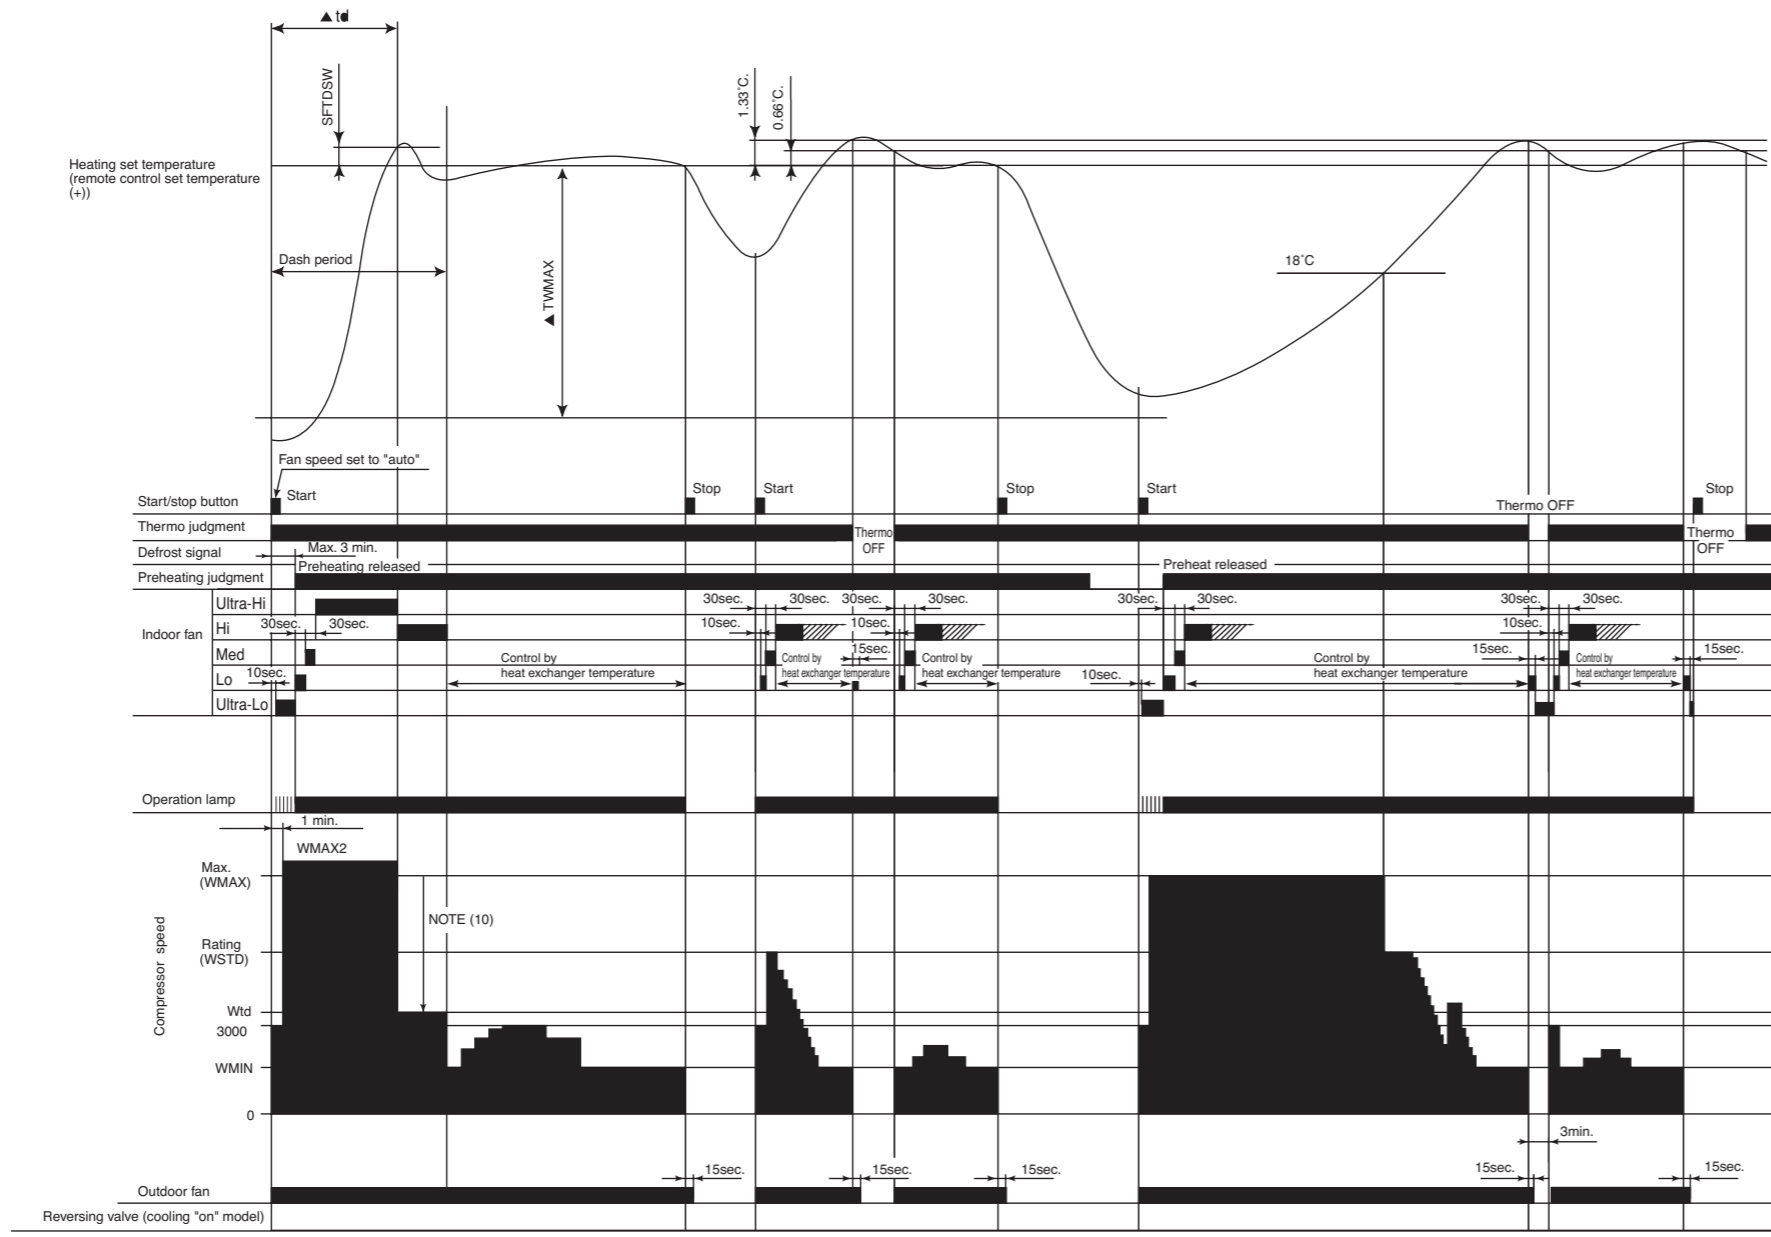 ▲ td
SFTDSW
1.33°C.
0.66°C.
Heating set temperature
(remote control set temperature
(+))
Dash period
▲ TWMAX
18°C
Fan speed set to "auto"
Start/stop button
Start
Stop
Start
Stop
Start
Thermo OFF
Stop
Thermo judgment
Thermo
OFF
Thermo
OFF
Defrost signal
Max. 3 min.
Preheating judgment
Preheating released
Preheat released
Indoor fan
Ultra-Hi
30sec.
30sec.
30sec.
30sec.
30sec.
30sec.
30sec.
30sec.
Hi
30sec.
30sec.
10sec.
10sec.
10sec.
Med
15sec.
15sec.
15sec.
Control by
heat exchanger temperature
Control by
heat exchanger temperature
Control by
heat exchanger temperature
Control by
heat exchanger temperature
Control by
heat exchanger temperature
Lo
10sec.
10sec.
Ultra-Lo
Operation lamp
1 min.
WMAX2
Compressor speed
Max.
(WMAX)
NOTE (10)
Rating
(WSTD)
Wtd
3000
WMIN
0
3min.
15sec.
15sec.
15sec.
15sec.
15sec.
Outdoor fan
Reversing valve (cooling "on" model)